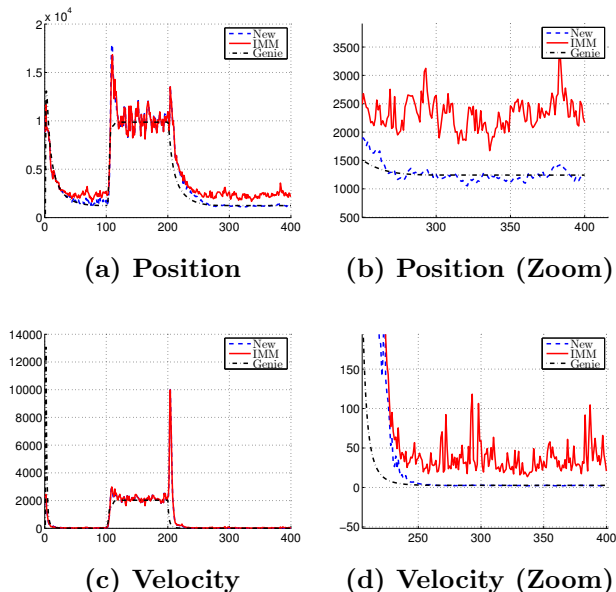 x 10⁴
2
1.5
1
0.5
0
0 100 200 300 400
New
IMM
Genie
(a) Position
3500
3000
2500
2000
1500
1000
500
300 350 400
New
IMM
Genie
(b) Position (Zoom)
14000
12000
10000
8000
6000
4000
2000
0
0 100 200 300 400
New
IMM
Genie
(c) Velocity
150
100
50
0
−50
250 300 350 400
New
IMM
Genie
(d) Velocity (Zoom)